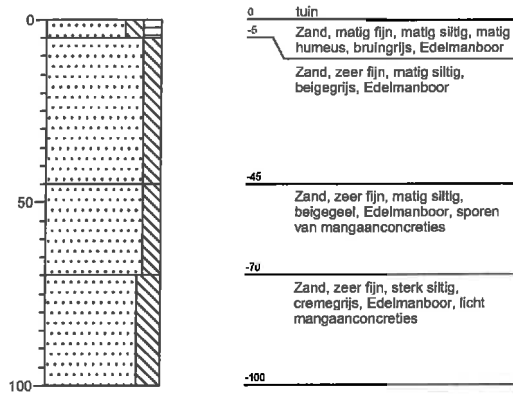 0
50
100
0 tuin
-5 Zand, matig fijn, matig siltig, matig
humeus, bruingrijs, Edelmanboor
Zand, zeer fijn, matig siltig,
beigegrijs, Edelmanboor
-45
Zand, zeer fijn, matig siltig,
beigegeel, Edelmanboor, sporen
van mangaanconcreties
-70
Zand, zeer fijn, sterk siltig,
cremegrijs, Edelmanboor, licht
mangaanconcreties
-100